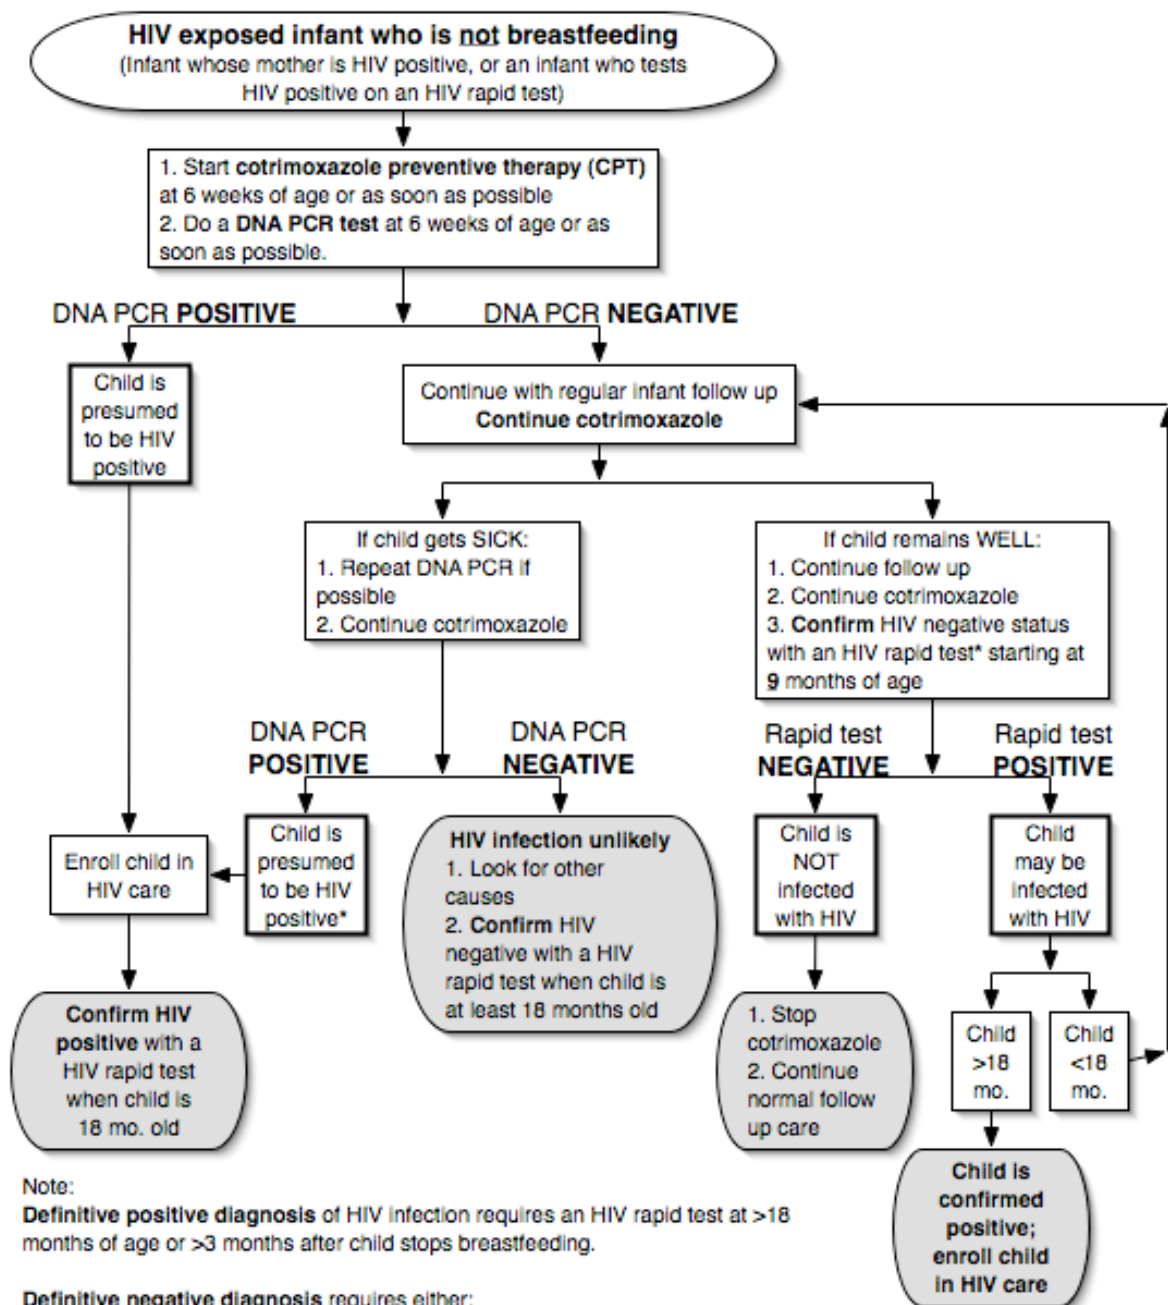 HIV exposed infant who is not breastfeeding
(Infant whose mother is HIV positive, or an infant who tests
HIV positive on an HIV rapid test)
1. Start cotrimoxazole preventive therapy (CPT)
at 6 weeks of age or as soon as possible
2. Do a DNA PCR test at 6 weeks of age or as
soon as possible.
DNA PCR POSITIVE
DNA PCR NEGATIVE
Child is
presumed
to be HIV
positive
Continue with regular infant follow up
Continue cotrimoxazole
If child gets SICK:
1. Repeat DNA PCR if
possible
2. Continue cotrimoxazole
If child remains WELL:
1. Continue follow up
2. Continue cotrimoxazole
3. Confirm HIV negative status
with an HIV rapid test* starting at
9 months of age
DNA PCR
POSITIVE
DNA PCR
NEGATIVE
Rapid test
NEGATIVE
Rapid test
POSITIVE
Enroll child in
HIV care
Child is
presumed
to be HIV
positive*
HIV infection unlikely
1. Look for other
causes
2. Confirm HIV
negative with a HIV
rapid test when child is
at least 18 months old
Child is
NOT
infected
with HIV
Child
may be
infected
with HIV
Confirm HIV
positive with a
HIV rapid test
when child is
18 mo. old
1. Stop
cotrimoxazole
2. Continue
normal follow
up care
Child
>18
mo.
Child
<18
mo.
Child is
confirmed
positive;
enroll child
in HIV care
Note:
Definitive positive diagnosis of HIV infection requires an HIV rapid test at >18
months of age or >3 months after child stops breastfeeding.
Definitive negative diagnosis requires either: